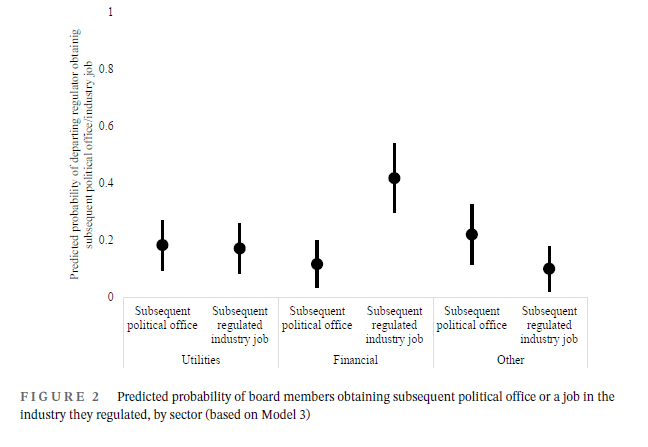 1
0.8
0.6
0.4
0.2
0
Predicted probability of departing regulator obtainig
subsequent political office/industry job
Subsequent political office
Subsequent regulated industry job
Subsequent political office
Subsequent regulated industry job
Subsequent political office
Subsequent regulated industry job
Utilities
Financial
Other
FIGURE 2 Predicted probability of board members obtaining subsequent political office or a job in the
industry they regulated, by sector (based on Model 3)